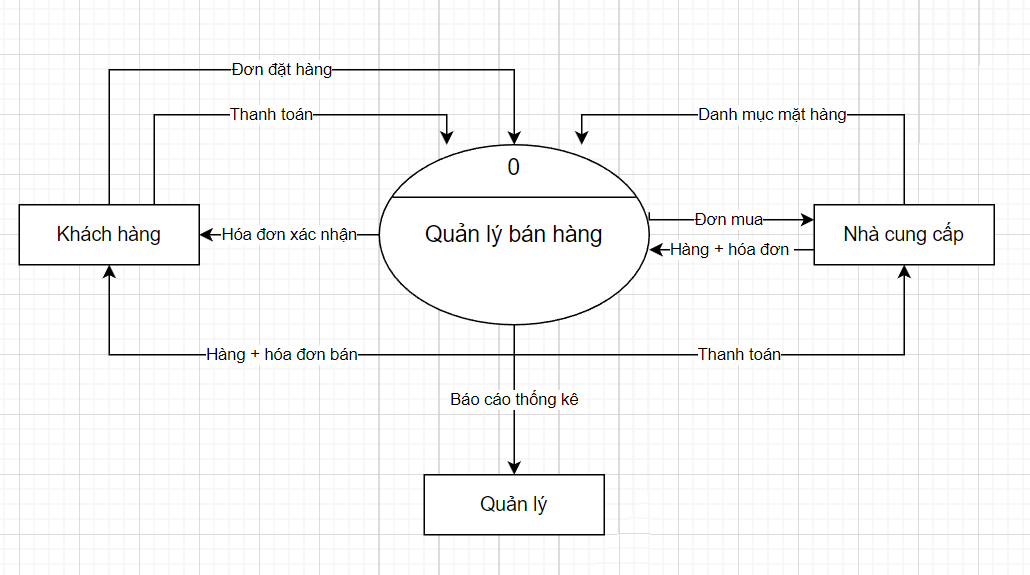 Đơn đặt hàng
Thanh toán
Danh mục mặt hàng
0
Khách hàng
Hóa đơn xác nhận
Quản lý bán hàng
Đơn mua
Hàng + hóa đơn
Nhà cung cấp
Hàng + hóa đơn bán
Thanh toán
Báo cáo thống kê
Quản lý